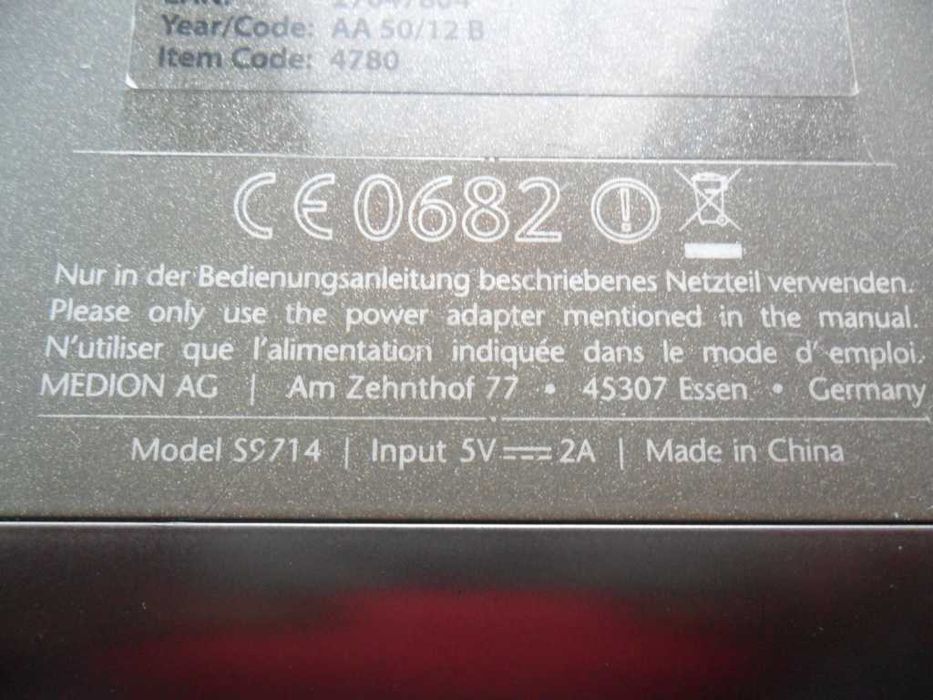 Year/Code: AA 50/12 B
Item Code: 4780
CE0682
Nur in der Bedienungsanleitung beschriebenes Netzteil verwenden.
Please only use the power adapter mentioned in the manual.
N'utiliser que l'alimentation indiquée dans le mode d'emploi.
MEDION AG | Am Zehnthof 77 • 45307 Essen • Germany
Model S9714 | Input 5V⎓2A | Made in China